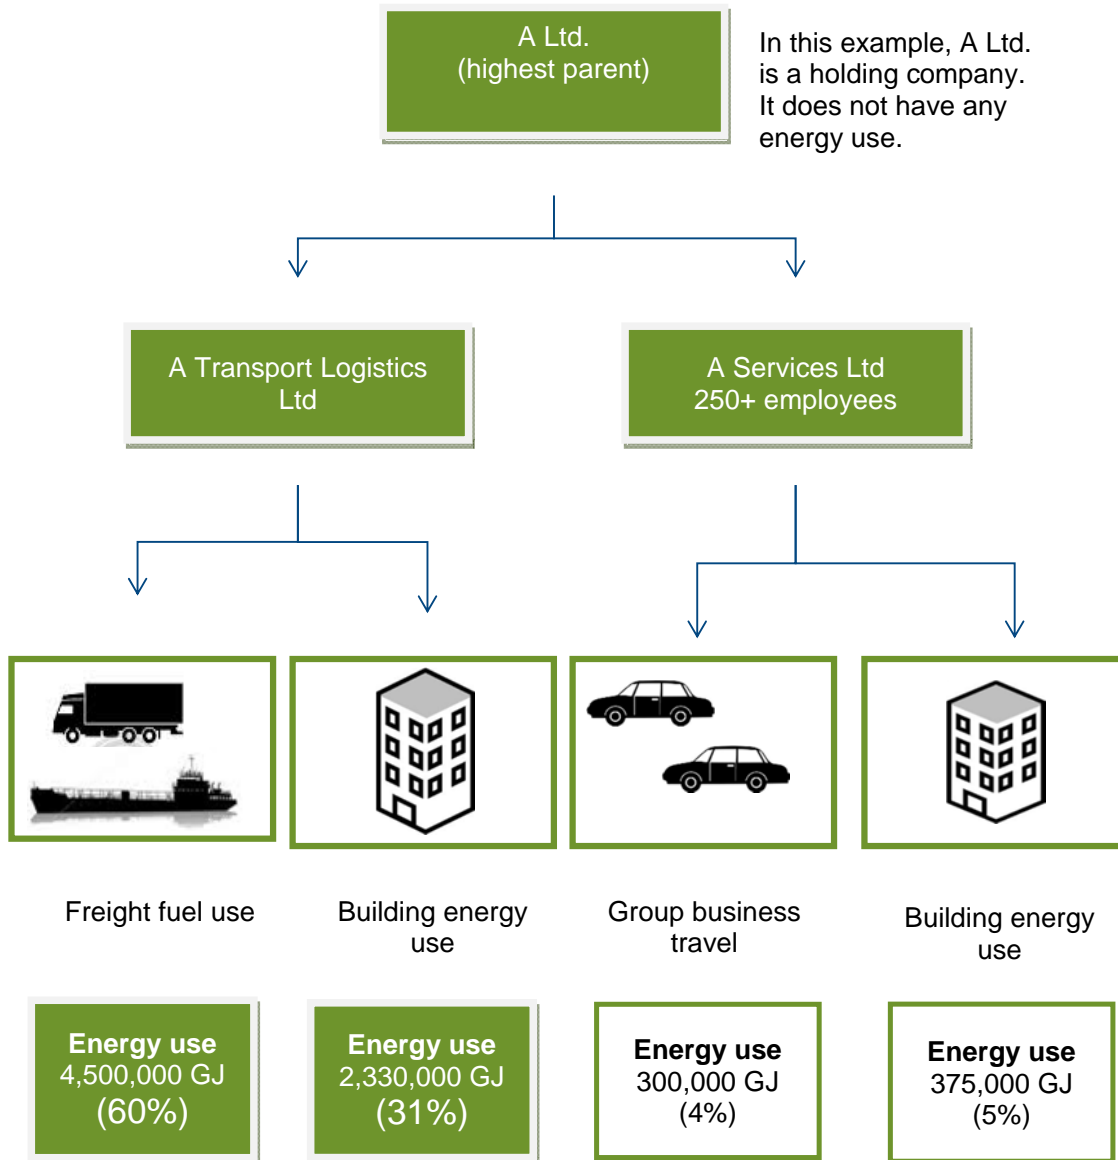 A Ltd.
(highest parent)
In this example, A Ltd.
is a holding company.
It does not have any
energy use.
A Transport Logistics
Ltd
A Services Ltd
250+ employees
Freight fuel use
Building energy
use
Group business
travel
Building energy
use
Energy use
4,500,000 GJ
(60%)
Energy use
2,330,000 GJ
(31%)
Energy use
300,000 GJ
(4%)
Energy use
375,000 GJ
(5%)